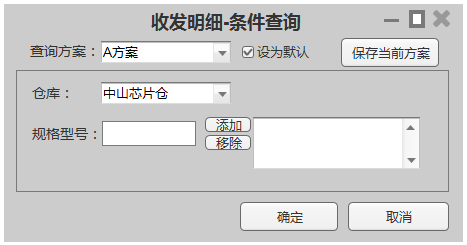 收发明细-条件查询
查询方案：A方案 设为默认 保存当前方案
仓库：中山芯片仓
规格型号： 添加
移除
确定 取消